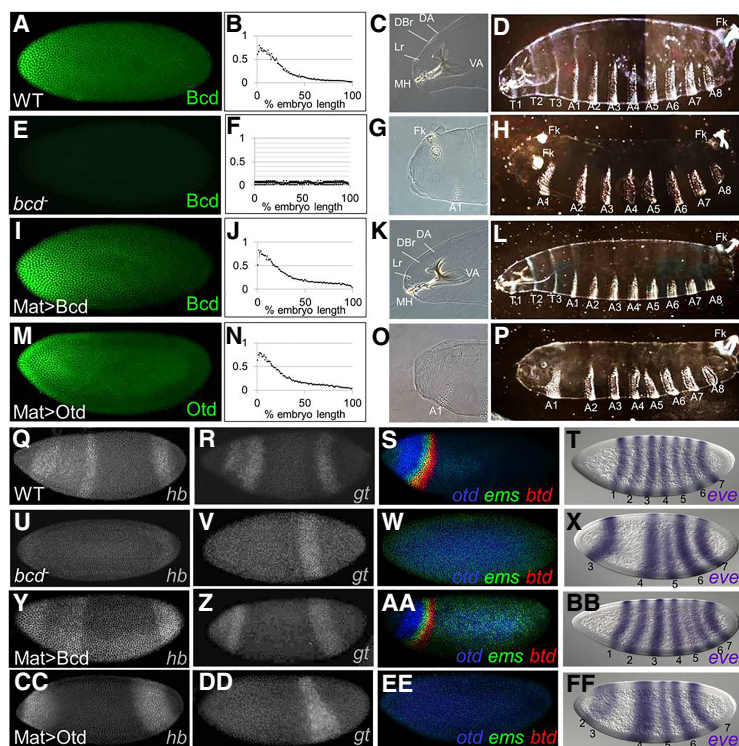 A
WT
Bcd
B
1
0.5
0
0 50 100
% embryo length
C
DBr
DA
Lr
MH
VA
D
Fk
T1 T2 T3 A1 A2 A3 A4 A5 A6 A7 A8
E
bcd-
Bcd
F
1
0.5
0
0 50 100
% embryo length
G
Fk
A1
H
Fk
Fk
Fk
A1 A2 A3 A4 A5 A6 A7 A8
I
Mat>Bcd
Bcd
J
1
0.5
0
0 50 100
% embryo length
K
DBr
DA
Lr
MH
VA
L
Fk
T1 T2 T3 A1 A2 A3 A4 A5 A6 A7 A8
M
Mat>Otd
Otd
N
1
0.5
0
0 50 100
% embryo length
O
A1
P
Fk
A1 A2 A3 A4 A5 A6 A7 A8
Q
WT
hb
R
gt
S
otd ems btd
T
1 2 3 4 5 6 7
eve
U
bcd-
hb
V
gt
W
otd ems btd
X
3 4 5 6 7
eve
Y
Mat>Bcd
hb
Z
gt
AA
otd ems btd
BB
1 2 3 4 5 6 7
eve
CC
Mat>Otd
hb
DD
gt
EE
otd ems btd
FF
2 3 4 5 6 7
eve